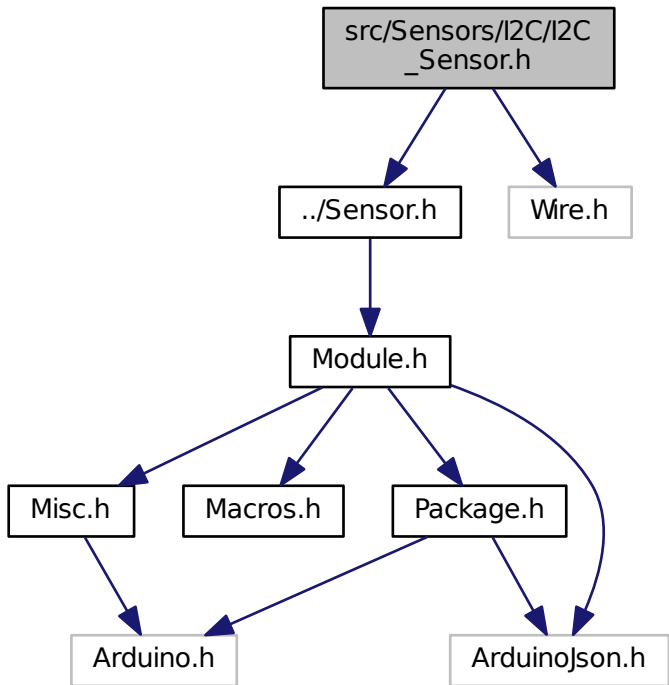 src/Sensors/I2C/I2C
_Sensor.h
../Sensor.h
Wire.h
Module.h
Misc.h
Macros.h
Package.h
Arduino.h
ArduinoJson.h